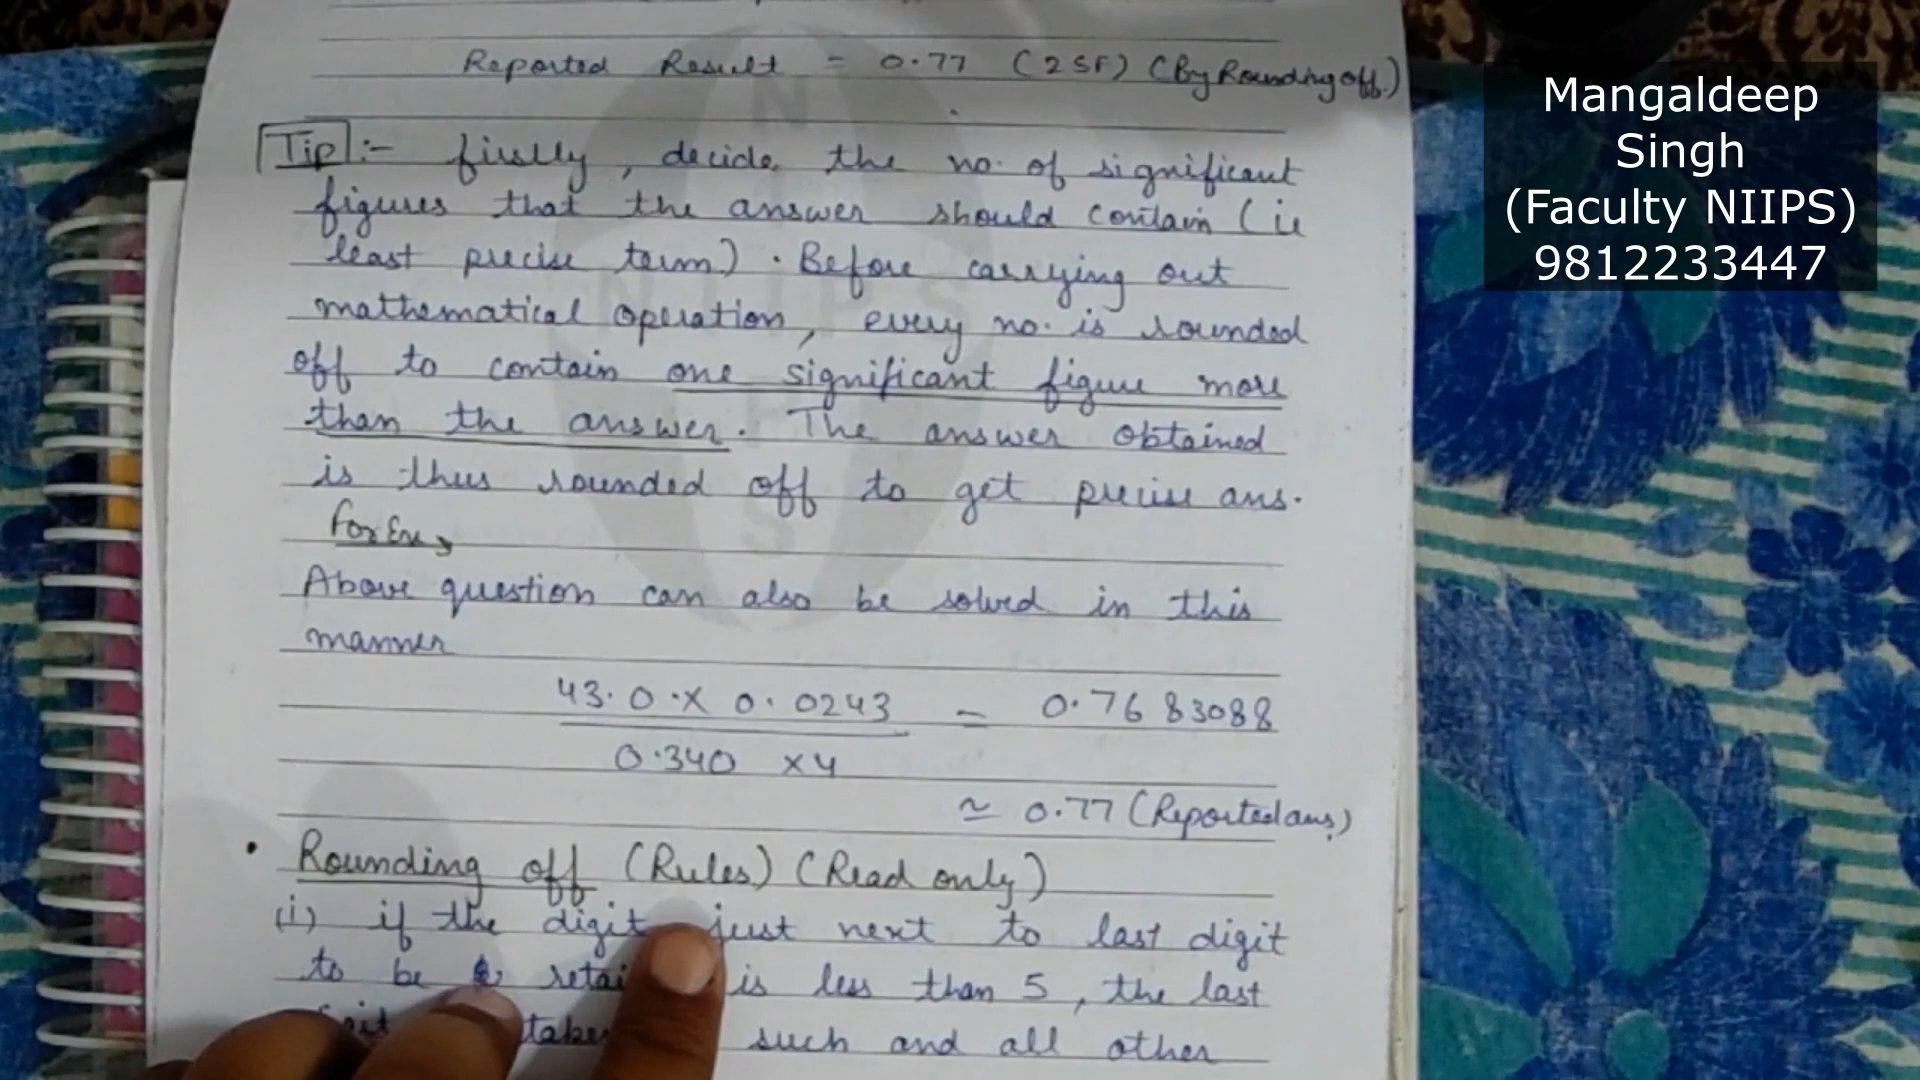 Reported Result = 0.77 (2 SF) (By Rounding off.)
Mangaldeep
Singh
(Faculty NIIPS)
9812233447
Tip :- firstly, decide the no. of significant
figures that the answer should contain (ie
least precise term). Before carrying out
mathematical operation, every no. is rounded
off to contain one significant figure more
than the answer. The answer obtained
is thus rounded off to get precise ans.
For Ex
Above question can also be solved in this
manner
43.0 × 0.0243 = 0.7683088
0.340 ×4
≃ 0.77 (Reported ans.)
• Rounding off (Rules) (Read only)
(i) if the digit just next to last digit
to be retai is less than 5, the last
such and all other
NIIPS